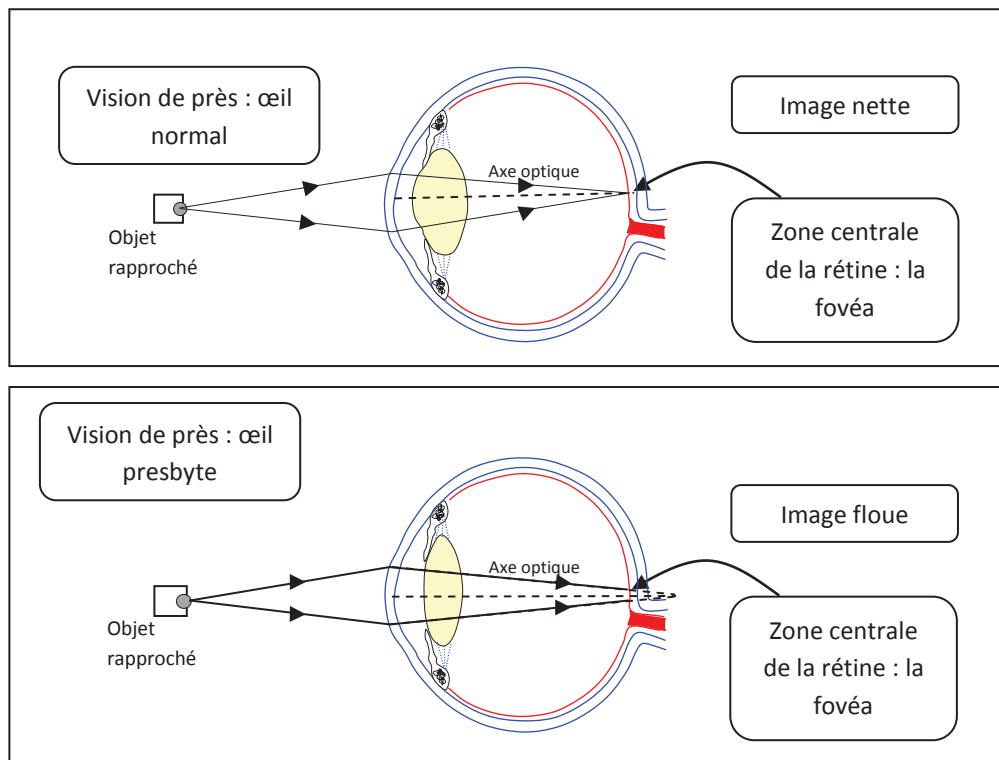 Vision de près : œil
normal
Image nette
Axe optique
Objet
rapproché
Zone centrale
de la rétine : la
fovéa
Vision de près : œil
presbyte
Image floue
Axe optique
Objet
rapproché
Zone centrale
de la rétine : la
fovéa